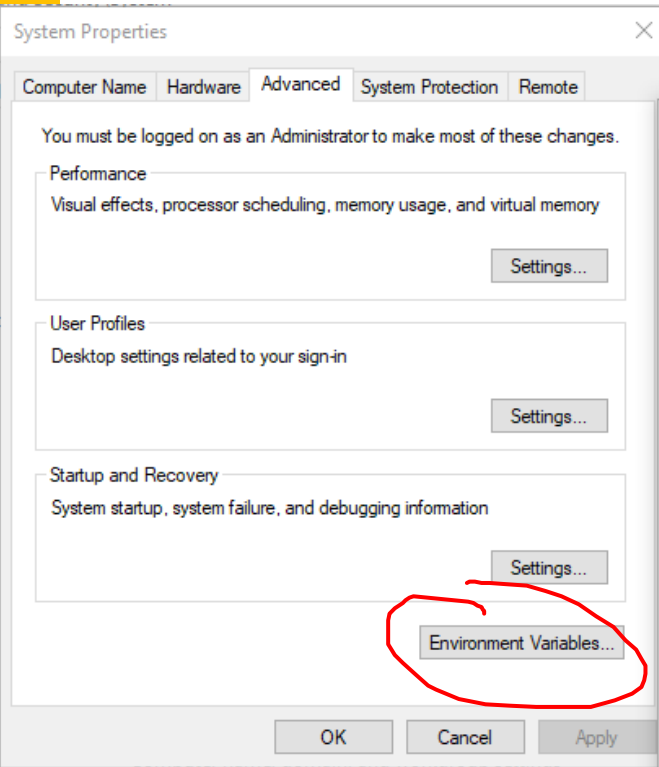 System Properties
Computer Name Hardware Advanced System Protection Remote
You must be logged on as an Administrator to make most of these changes.
Performance
Visual effects, processor scheduling, memory usage, and virtual memory
Settings...
User Profiles
Desktop settings related to your sign-in
Settings...
Startup and Recovery
System startup, system failure, and debugging information
Settings...
Environment Variables...
OK Cancel Apply